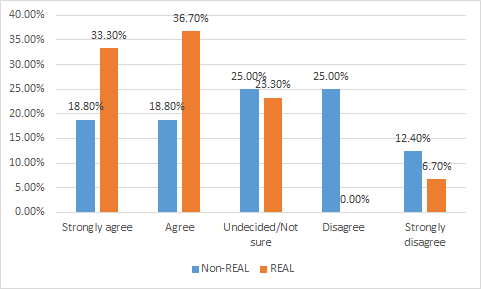 40.00%
35.00%
30.00%
25.00%
20.00%
15.00%
10.00%
5.00%
0.00%
18.80%
33.30%
18.80%
36.70%
25.00%
23.30%
25.00%
0.00%
12.40%
6.70%
Strongly agree
Agree
Undecided/Not
sure
Disagree
Strongly
disagree
Non-REAL
REAL